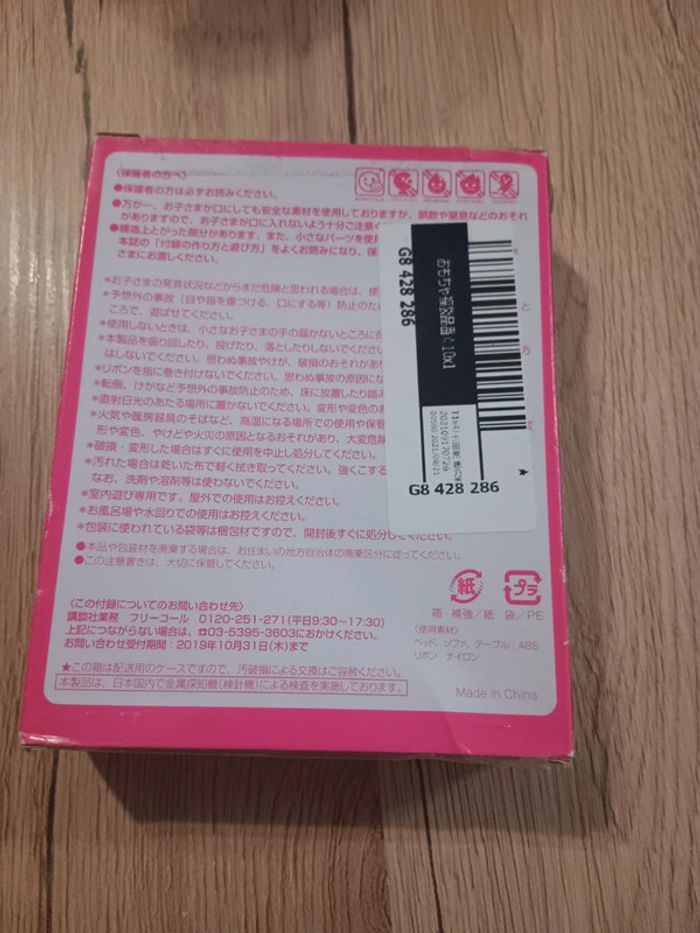 〈保護者の方へ〉
●保護者の方は必ずお読みください。
●万が一、お子さまが口にしても安全な素材を使用しておりますが、誤飲や窒息などのおそれ
がありますので、お子さまが口に入れないよう十分ご注意く
●構造上とがった部分があります。また、小さなパーツを使用
本誌の「付録の作り方と遊び方」をよくお読みになり、保
さまにお渡しください。
*お子さまの発育状況などからまだ危険と思われる場合は、使
*予想外の事故（目や指を傷つける、口にする等）防止のため
ころで、遊ばせてください。
*使用しないときは、小さなお子さまの手の届かないところに保
*本製品を振り回したり、投げたり、落としたりしないでください
はしないでください。思わぬ事故やけが、破損のおそれがあり
*リボンを指に巻き付けないでください。思わぬ事故の原因にな
*転倒、けがなど予想外の事故防止のため、床に放置したり踏み
*直射日光のあたる場所に置かないでください。変形や変色のお
*火気や暖房器具のそばなど、高温になる場所での使用や保管
形や変色、やけどや火災の原因となるおそれがあり、大変危険
*破損・変形した場合はすぐに使用を中止し処分してください。
*汚れた場合は乾いた布で軽く拭き取ってください。強くこする
なお、洗剤や溶剤等は使わないでください。
*室内遊び専用です。屋外での使用はお控えください。
*お風呂場や水回りでの使用はお控えください。
*包装に使われている袋等は梱包材ですので、開封後すぐに処分してください。
●本品や包装材を廃棄する場合は、お住まいの地方自治体の廃棄区分に従ってください。
●この注意書きは、大切に保管してください。
G8 428 286
10x1
G8 428 286
紙
プラ
箱・補強／紙 袋／PE
〈使用素材〉
ベッド、ソファ、テーブル：ABS
リボン：ナイロン
〈この付録についてのお問い合わせ先〉
講談社業務 フリーコール 0120-251-271(平日9:30～17:30)
上記につながらない場合は、☎03-5395-3603におかけください。
お問い合わせ受付期間：2019年10月31日(木)まで
★この箱は配送用のケースですので、汚破損による交換はご容赦ください。
本製品は、日本国内で金属探知機(検針機)による検査を実施しております。
Made in China